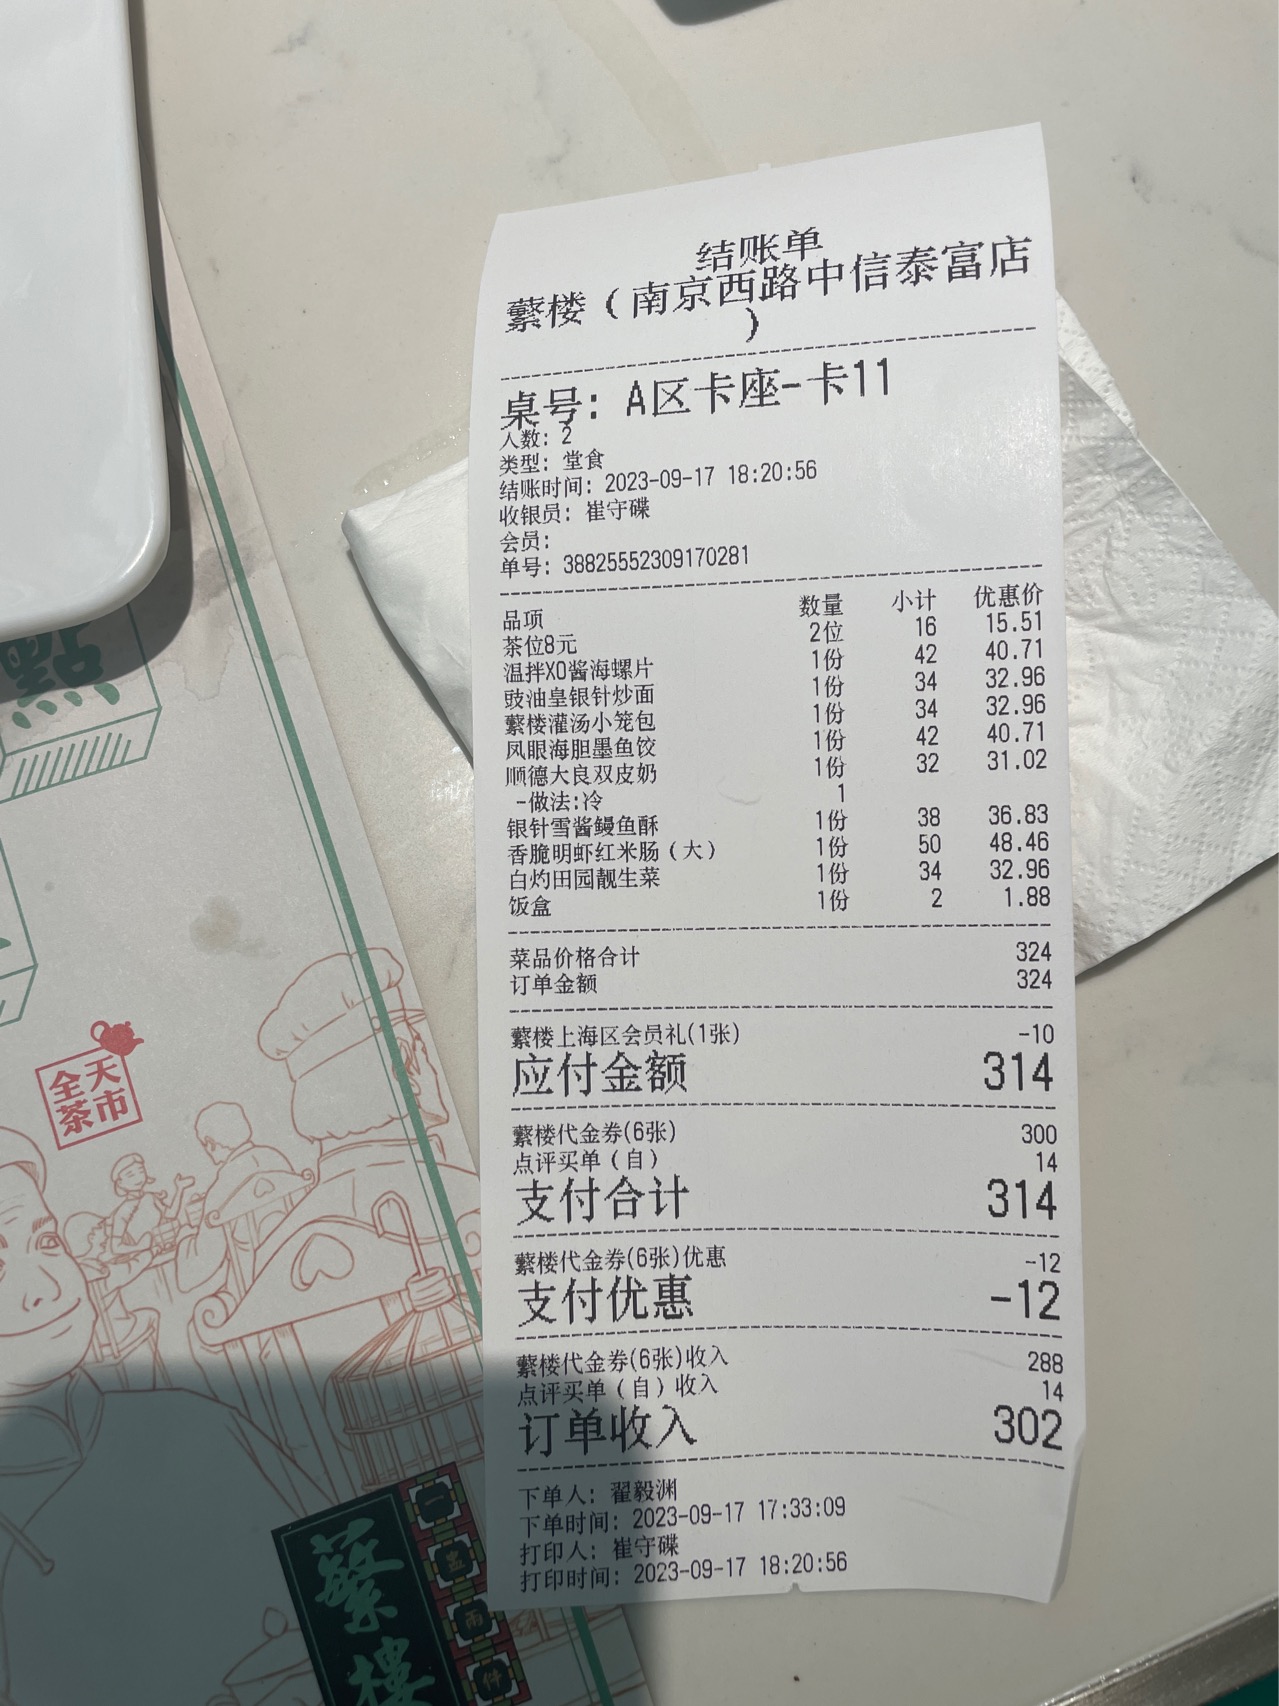 结账单
蘩楼（南京西路中信泰富店
）
桌号: A区卡座-卡11
人数: 2
类型: 堂食
结账时间: 2023-09-17 18:20:56
收银员: 崔守碟
会员:
单号: 38825552309170281
品项 数量 小计 优惠价
茶位8元 2位 16 15.51
温拌XO酱海螺片 1份 42 40.71
豉油皇银针炒面 1份 34 32.96
蘩楼灌汤小笼包 1份 34 32.96
凤眼海胆墨鱼饺 1份 42 40.71
顺德大良双皮奶 1份 32 31.02
-做法:冷 1
银针雪酱鳗鱼酥 1份 38 36.83
香脆明虾红米肠（大） 1份 50 48.46
白灼田园靓生菜 1份 34 32.96
饭盒 1份 2 1.88
菜品价格合计 324
订单金额 324
蘩楼上海区会员礼(1张) -10
应付金额 314
蘩楼代金券(6张) 300
点评买单（自） 14
支付合计 314
蘩楼代金券(6张)优惠 -12
支付优惠 -12
蘩楼代金券(6张)收入 288
点评买单（自）收入 14
订单收入 302
下单人: 翟毅渊
下单时间: 2023-09-17 17:33:09
打印人: 崔守碟
打印时间: 2023-09-17 18:20:56
點
全天
茶市
蘩樓
一盅兩件